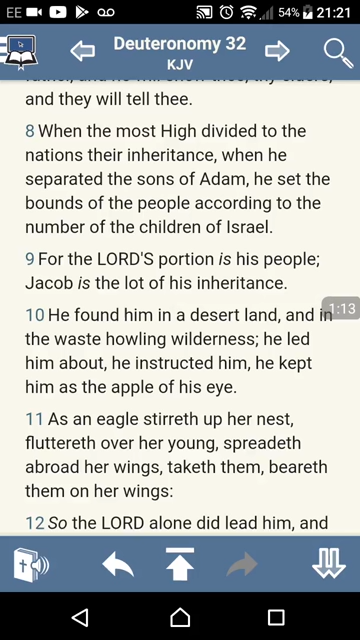 EE 54% 21:21
Deuteronomy 32
KJV
and they will tell thee.
8 When the most High divided to the
nations their inheritance, when he
separated the sons of Adam, he set the
bounds of the people according to the
number of the children of Israel.
9 For the LORD'S portion is his people;
Jacob is the lot of his inheritance.
10 He found him in a desert land, and in
1:13
the waste howling wilderness; he led
him about, he instructed him, he kept
him as the apple of his eye.
11 As an eagle stirreth up her nest,
fluttereth over her young, spreadeth
abroad her wings, taketh them, beareth
them on her wings:
12 So the LORD alone did lead him, and